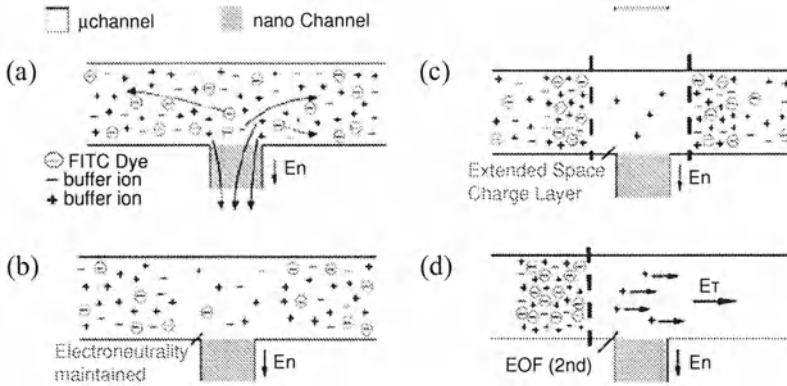 µchannel
nano Channel
(a)
FITC Dye
− buffer ion
+ buffer ion
En
(b)
Electroneutrality
maintained
En
(c)
Extended Space
Charge Layer
En
(d)
ET
EOF (2nd)
En